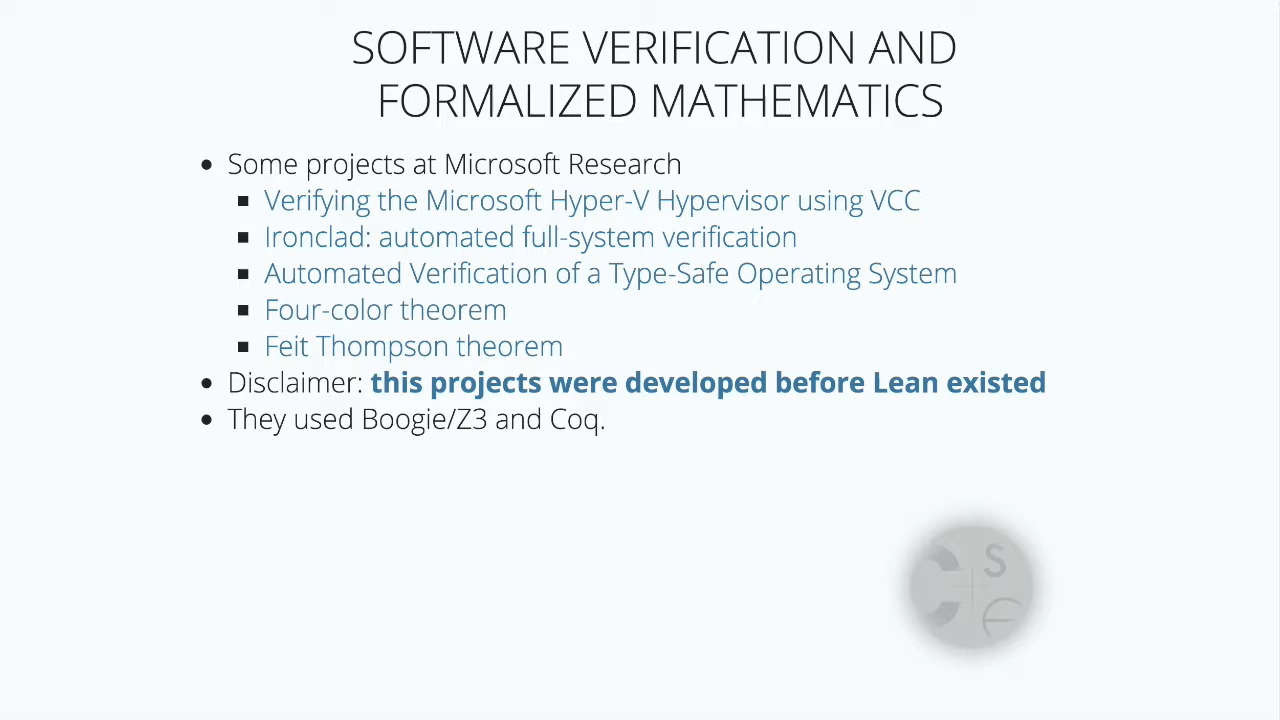 SOFTWARE VERIFICATION AND
FORMALIZED MATHEMATICS
• Some projects at Microsoft Research
▪ Verifying the Microsoft Hyper-V Hypervisor using VCC
▪ Ironclad: automated full-system verification
▪ Automated Verification of a Type-Safe Operating System
▪ Four-color theorem
▪ Feit Thompson theorem
• Disclaimer: this projects were developed before Lean existed
• They used Boogie/Z3 and Coq.
C S E